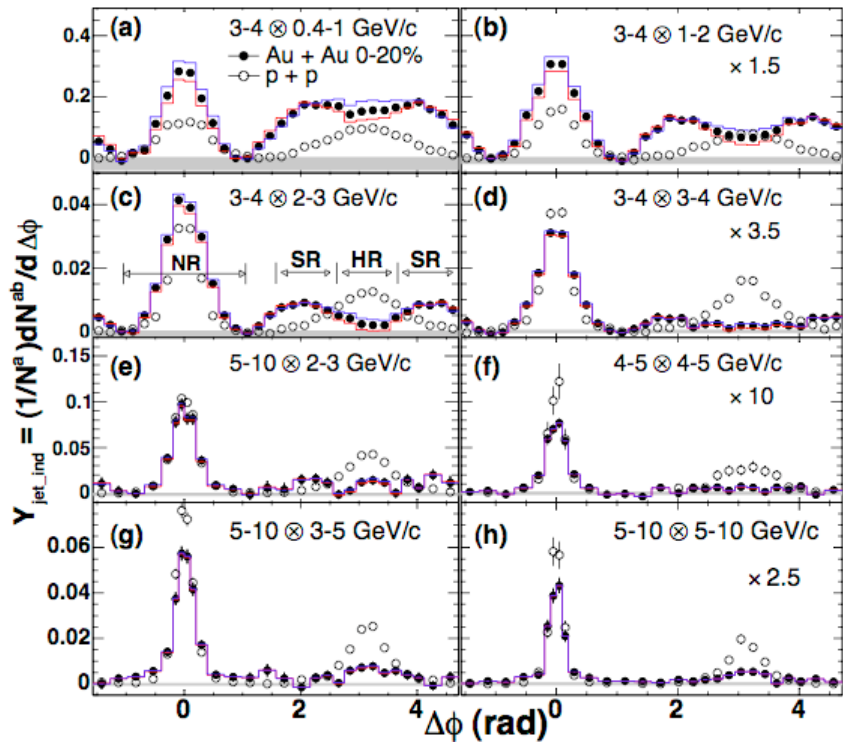 (a) 3-4 ⊗ 0.4-1 GeV/c
Au + Au 0-20%
p + p
(b) 3-4 ⊗ 1-2 GeV/c
× 1.5
0.4
0.2
0
(c) 3-4 ⊗ 2-3 GeV/c
NR SR HR SR
(d) 3-4 ⊗ 3-4 GeV/c
× 3.5
0.04
0.02
0
(e) 5-10 ⊗ 2-3 GeV/c
(f) 4-5 ⊗ 4-5 GeV/c
× 10
0.15
0.1
0.05
0
(g) 5-10 ⊗ 3-5 GeV/c
(h) 5-10 ⊗ 5-10 GeV/c
× 2.5
0.06
0.04
0.02
0
0 2 4 0 2 4
Δϕ (rad)
Y_jet_ind = (1/N^a)dN^ab/d Δϕ